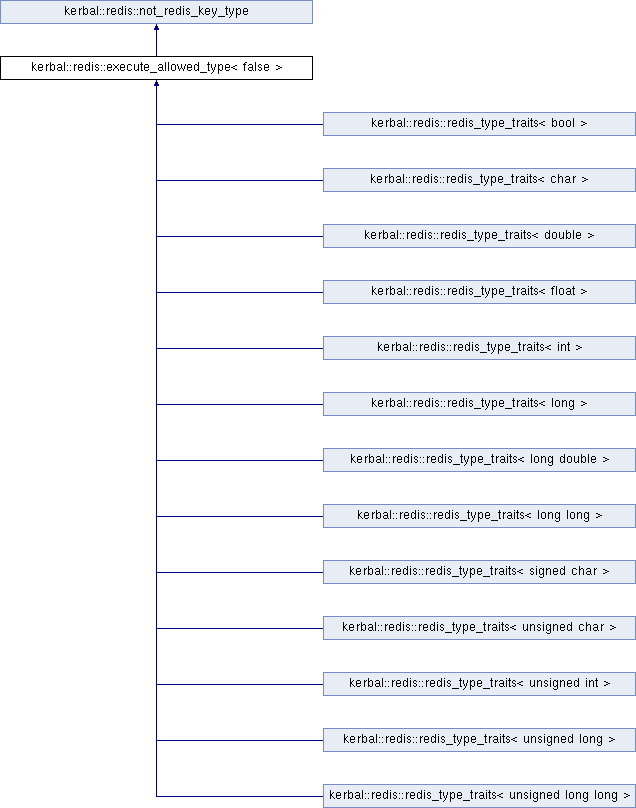 kerbal::redis::not_redis_key_type
kerbal::redis::execute_allowed_type< false >
kerbal::redis::redis_type_traits< bool >
kerbal::redis::redis_type_traits< char >
kerbal::redis::redis_type_traits< double >
kerbal::redis::redis_type_traits< float >
kerbal::redis::redis_type_traits< int >
kerbal::redis::redis_type_traits< long >
kerbal::redis::redis_type_traits< long double >
kerbal::redis::redis_type_traits< long long >
kerbal::redis::redis_type_traits< signed char >
kerbal::redis::redis_type_traits< unsigned char >
kerbal::redis::redis_type_traits< unsigned int >
kerbal::redis::redis_type_traits< unsigned long >
kerbal::redis::redis_type_traits< unsigned long long >